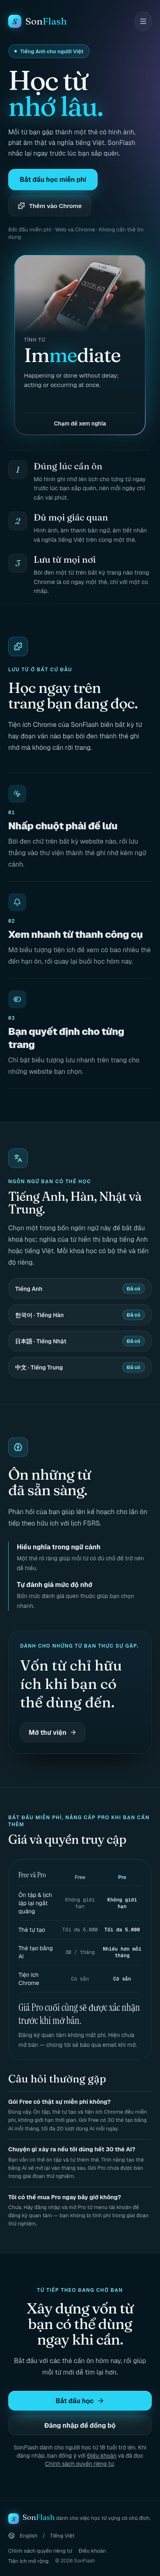 SonFlash
Tiếng Anh cho người Việt
Học từ
nhớ lâu.
Mỗi từ bạn gặp thành một thẻ có hình ảnh,
phát âm thật và nghĩa tiếng Việt. SonFlash
nhắc lại ngay trước lúc bạn sắp quên.
Bắt đầu học miễn phí
Thêm vào Chrome
Bắt đầu miễn phí · Web và Chrome · Không cần thẻ tín
dụng
TÍNH TỪ
Immediate
Happening or done without delay;
acting or occurring at once.
Chạm để xem nghĩa
1
Đúng lúc cần ôn
Mô hình ghi nhớ lên lịch cho từng từ ngay
trước lúc bạn sắp quên, nên mỗi ngày chỉ
cần vài phút.
2
Đủ mọi giác quan
Hình ảnh, âm thanh bản ngữ, âm tiết nhấn
và nghĩa tiếng Việt trên cùng một thẻ.
3
Lưu từ mọi nơi
Bôi đen một từ trên bất kỳ trang nào trong
Chrome là có ngay một thẻ, chỉ với một cú
nhấp.
LƯU TỪ Ở BẤT CỨ ĐÂU
Học ngay trên
trang bạn đang đọc.
Tiện ích Chrome của SonFlash biến bất kỳ từ
hay đoạn văn nào bạn bôi đen thành thẻ ghi
nhớ mà không cần rời trang.
01
Nhấp chuột phải để lưu
Bôi đen chữ trên bất kỳ website nào, rồi lưu
thẳng vào thư viện thành thẻ ghi nhớ kèm ngữ
cảnh.
02
Xem nhanh từ thanh công cụ
Mở biểu tượng tiện ích để xem có bao nhiêu thẻ
đến hạn ôn, rồi quay lại buổi học hôm nay.
03
Bạn quyết định cho từng
trang
Chỉ bật biểu tượng lưu nhanh trên trang cho
những website bạn chọn.
NGÔN NGỮ BẠN CÓ THỂ HỌC
Tiếng Anh, Hàn, Nhật và
Trung.
Chọn một trong bốn ngôn ngữ này để bắt đầu
khoá học; nghĩa của từ hiển thị bằng tiếng Anh
hoặc tiếng Việt. Mỗi khoá học có bộ thẻ và tiến
độ riêng.
Tiếng Anh
Đã có
한국어 · Tiếng Hàn
Đã có
日本語 · Tiếng Nhật
Đã có
中文 · Tiếng Trung
Đã có
Ôn những từ
đã sẵn sàng.
Phản hồi của bạn giúp lên kế hoạch cho lần ôn
tiếp theo hữu ích với lịch FSRS.
Hiểu nghĩa trong ngữ cảnh
Một thẻ rõ ràng giúp mỗi từ có đủ chỗ để trở nên
dễ hiểu.
Tự đánh giá mức độ nhớ
Bốn mức đánh giá quen thuộc giúp bạn chọn
nhanh.
DÀNH CHO NHỮNG TỪ BẠN THỰC SỰ GẶP.
Vốn từ chỉ hữu
ích khi bạn có
thể dùng đến.
Mở thư viện
BẮT ĐẦU MIỄN PHÍ, NÂNG CẤP PRO KHI BẠN CẦN
THÊM
Giá và quyền truy cập
Free và Pro
Free
Pro
Ôn tập & lịch
lặp lại ngắt
quãng
Không giới
hạn
Không giới
hạn
Thẻ tự tạo
Tối đa 5.000
Tối đa 5.000
Thẻ tạo bằng
AI
30 / tháng
Nhiều hơn mỗi
tháng
Tiện ích
Chrome
Có sẵn
Có sẵn
Giá Pro cuối cùng sẽ được xác nhận
trước khi mở bán.
Đăng ký quan tâm không mất phí. Hiện chưa
mở bán — chúng tôi sẽ báo qua email khi mở.
Câu hỏi thường gặp
Gói Free có thật sự miễn phí không?
Đúng vậy. Ôn tập, thẻ tự tạo và tiện ích Chrome đều miễn
phí, không giới hạn thời gian. Gói Free có 30 thẻ tạo bằng
AI mỗi tháng, tối đa 20 lượt dùng AI mỗi ngày.
Chuyện gì xảy ra nếu tôi dùng hết 30 thẻ AI?
Bạn vẫn có thể ôn tập và tự thêm thẻ. Tính năng tạo thẻ
bằng AI sẽ mở lại vào tháng sau. Gói Pro chưa được bán
trong giai đoạn thử nghiệm.
Tôi có thể mua Pro ngay bây giờ không?
Chưa. Hãy đăng nhập và mở Pro từ menu tài khoản để
đăng ký quan tâm — bạn không bị tính phí trong giai đoạn
thử nghiệm.
TỪ TIẾP THEO ĐANG CHỜ BẠN
Xây dựng vốn từ
bạn có thể dùng
ngay khi cần.
Bắt đầu với các thẻ cần ôn hôm nay, rồi giúp
mỗi từ mới dễ tìm lại hơn.
Bắt đầu học
Đăng nhập để đồng bộ
SonFlash dành cho người học từ 18 tuổi trở lên. Khi
đăng nhập, bạn đồng ý với Điều khoản và đã đọc
Chính sách quyền riêng tư.
SonFlash dành cho việc học từ vựng có chủ đích.
English / Tiếng Việt
Chính sách quyền riêng tư Điều khoản
Tiện ích mở rộng © 2026 SonFlash